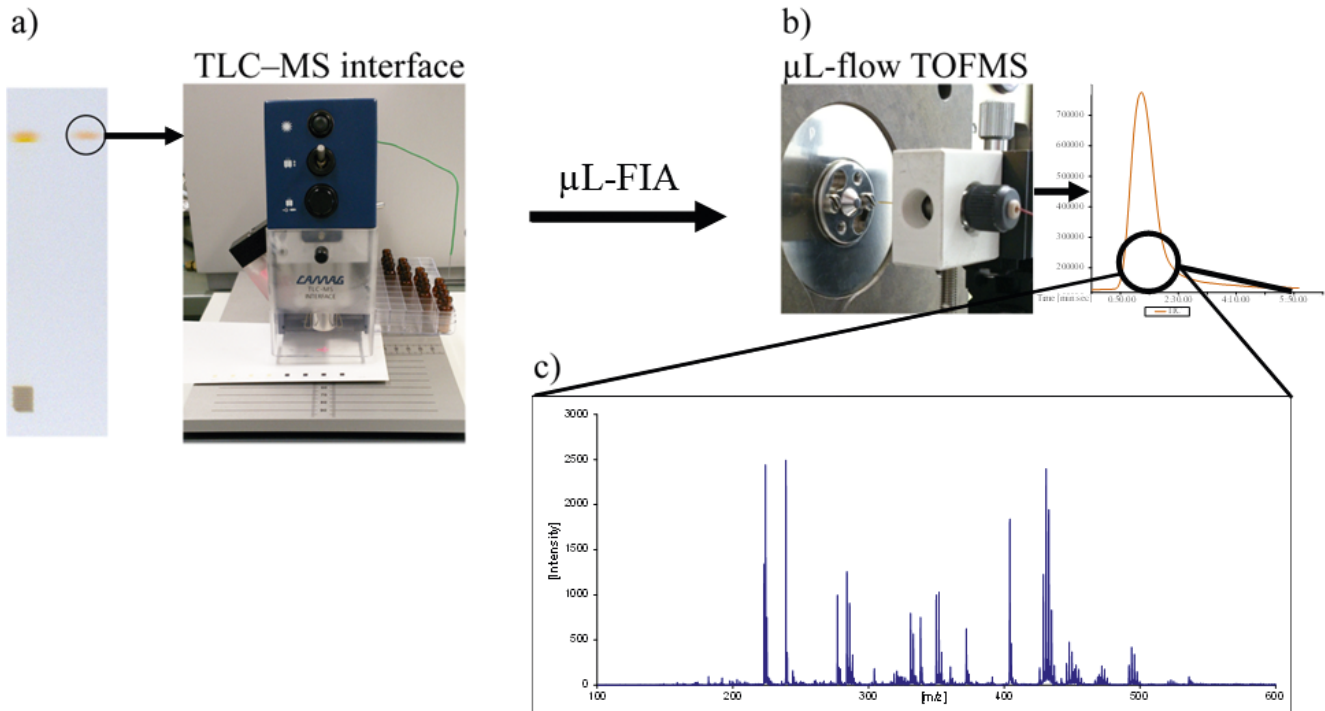 a)
TLC–MS interface
CAMAG
TLC-MS
INTERFACE
µL-FIA
b)
µL-flow TOFMS
700000
600000
500000
400000
300000
200000
Time [min:sec]
0:50.00
2:30.00
4:10.00
5:50.00
c)
3000
2500
2000
1500
1000
500
0
[Intensity]
100
200
300
400
500
600
[m/z]